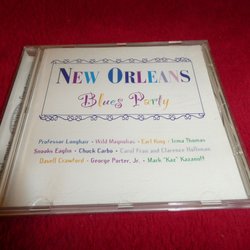 NEW ORLEANS
Blues Party
Professor Longhair • Wild Magnolias • Earl King • Irma Thomas
Snooks Eaglin • Chuck Carbo • Carol Fran and Clarence Hollimon
Davell Crawford • George Porter, Jr. • Mark "Kaz" Kazanoff